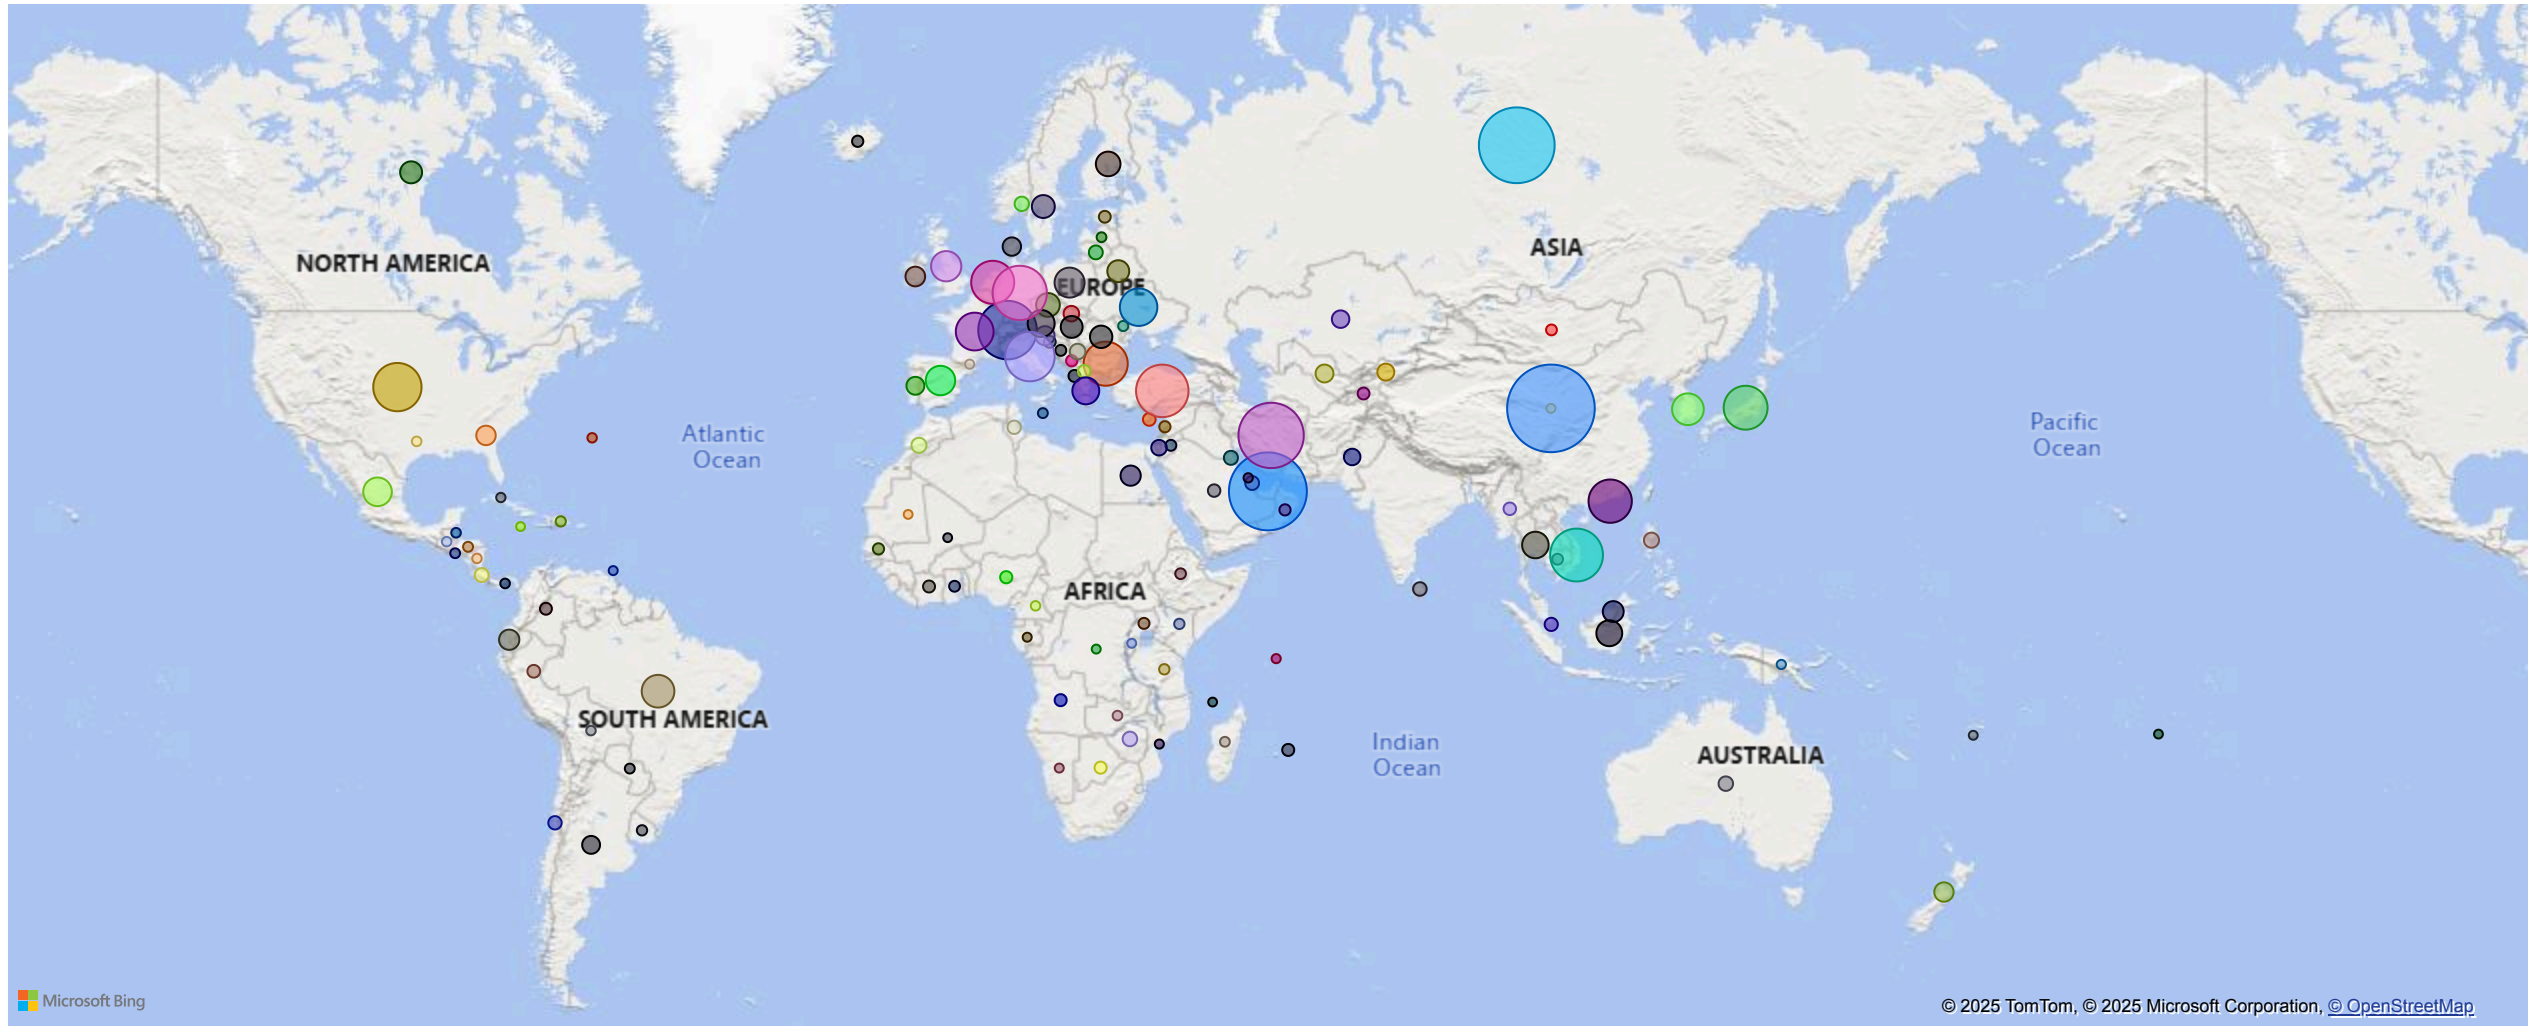 NORTH AMERICA
EUROPE
ASIA
Atlantic
Ocean
Pacific
Ocean
AFRICA
SOUTH AMERICA
Indian
Ocean
AUSTRALIA
Microsoft Bing
© 2025 TomTom, © 2025 Microsoft Corporation, © OpenStreetMap